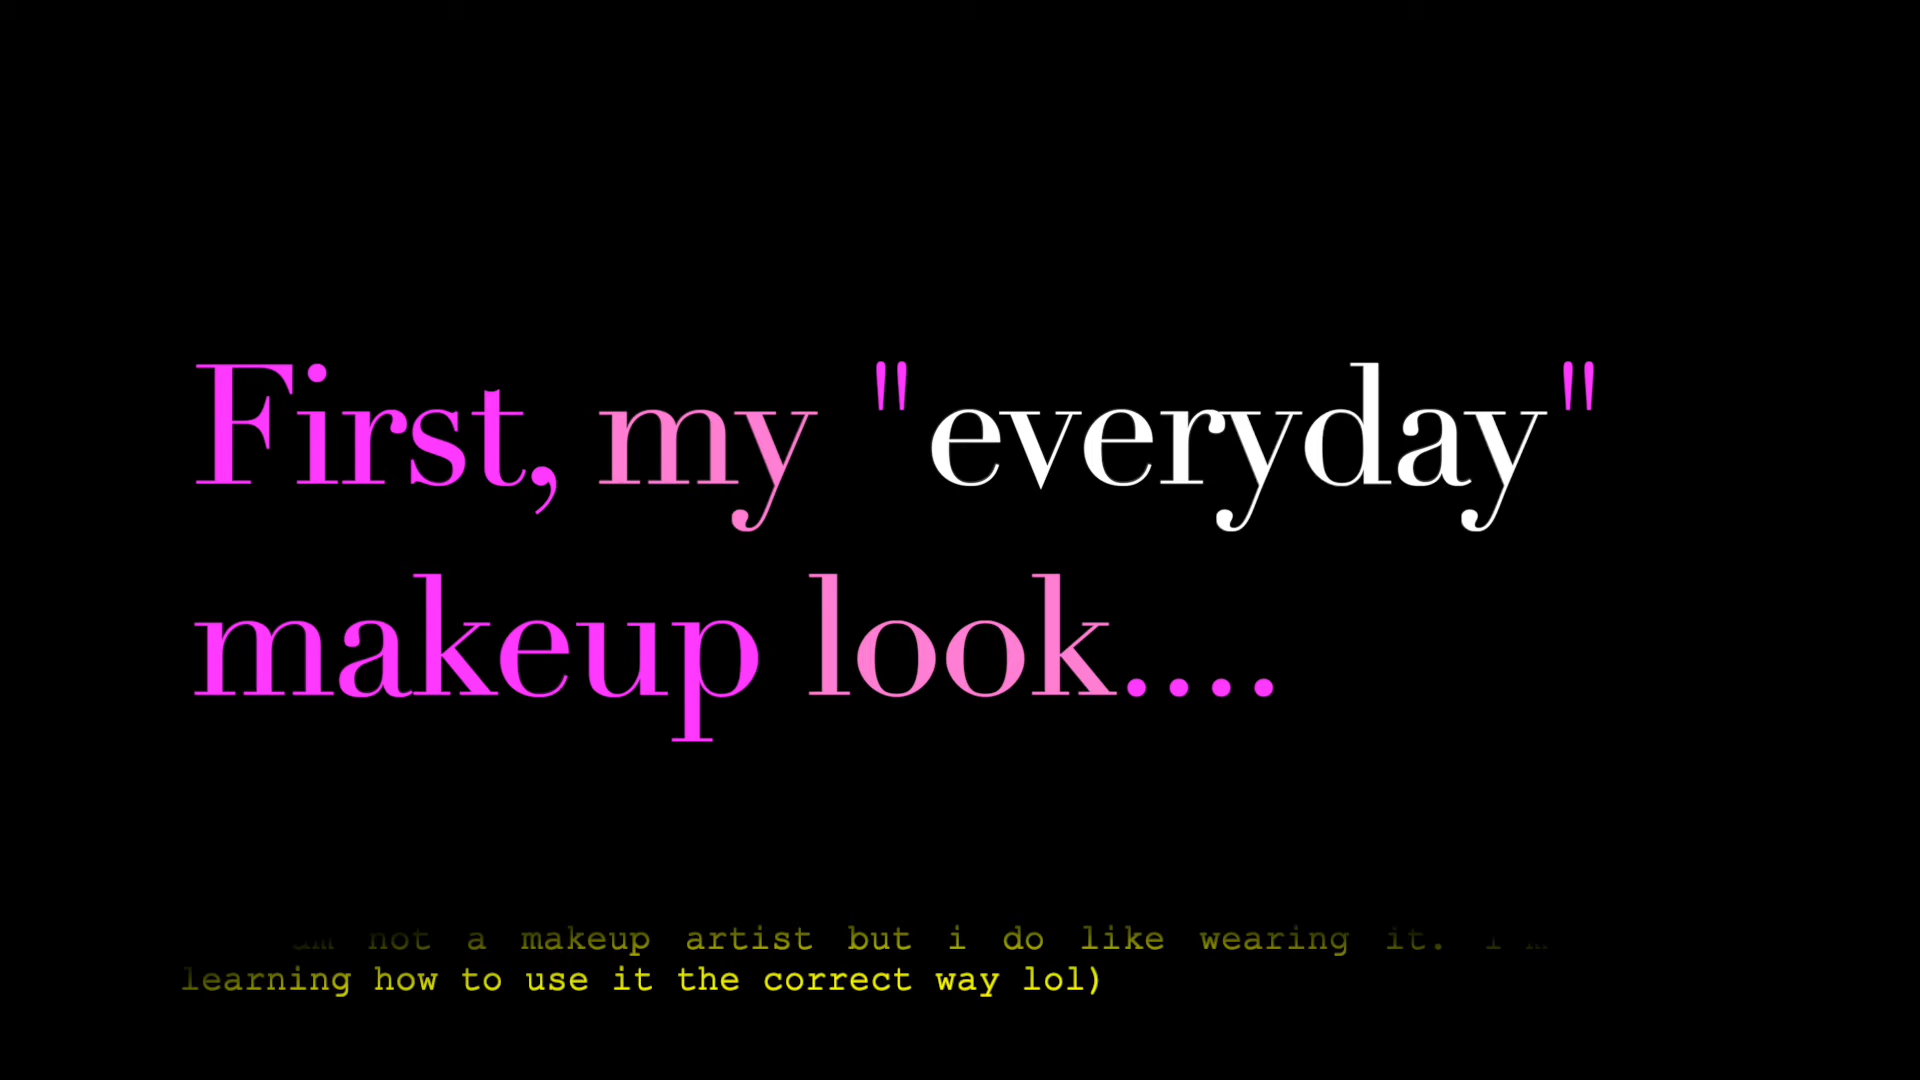 First, my "everyday"
makeup look....
am not a makeup artist but i do like wearing it. I'm
learning how to use it the correct way lol)